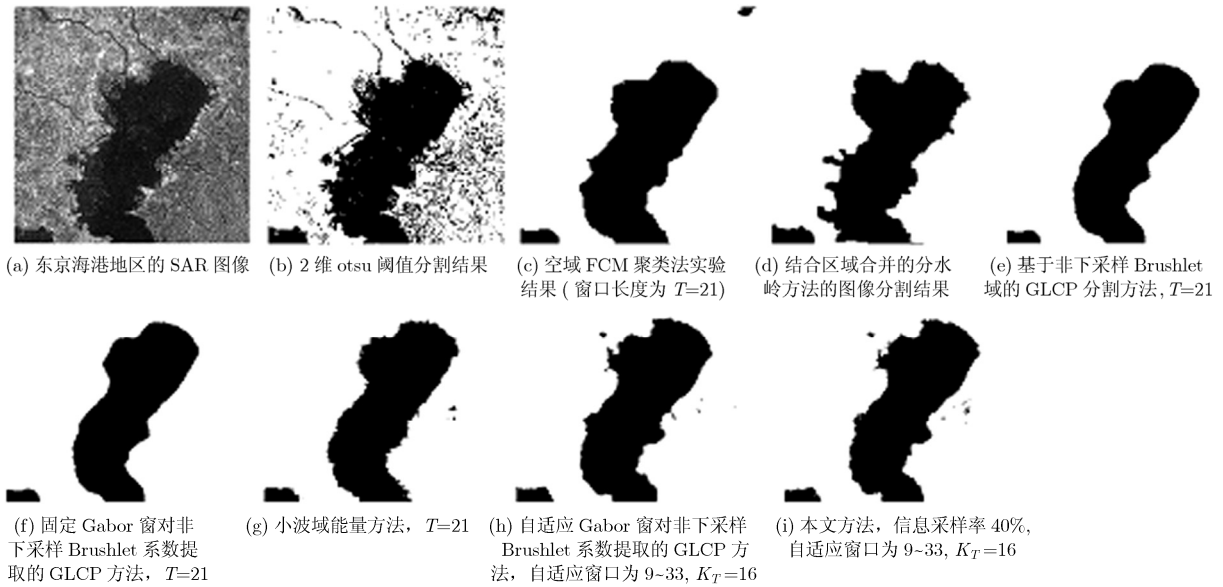 (a) 东京海港地区的 SAR 图像
(b) 2 维 otsu 阈值分割结果
(c) 空域 FCM 聚类法实验
结果 ( 窗口长度为 T=21)
(d) 结合区域合并的分水
岭方法的图像分割结果
(e) 基于非下采样 Brushlet
域的 GLCP 分割方法, T=21
(f) 固定 Gabor 窗对非
下采样 Brushlet 系数提
取的 GLCP 方法， T=21
(g) 小波域能量方法， T=21
(h) 自适应 Gabor 窗对非下采样
Brushlet 系数提取的 GLCP 方
法，自适应窗口为 9~33, K_T=16
(i) 本文方法，信息采样率 40%,
自适应窗口为 9~33, K_T=16